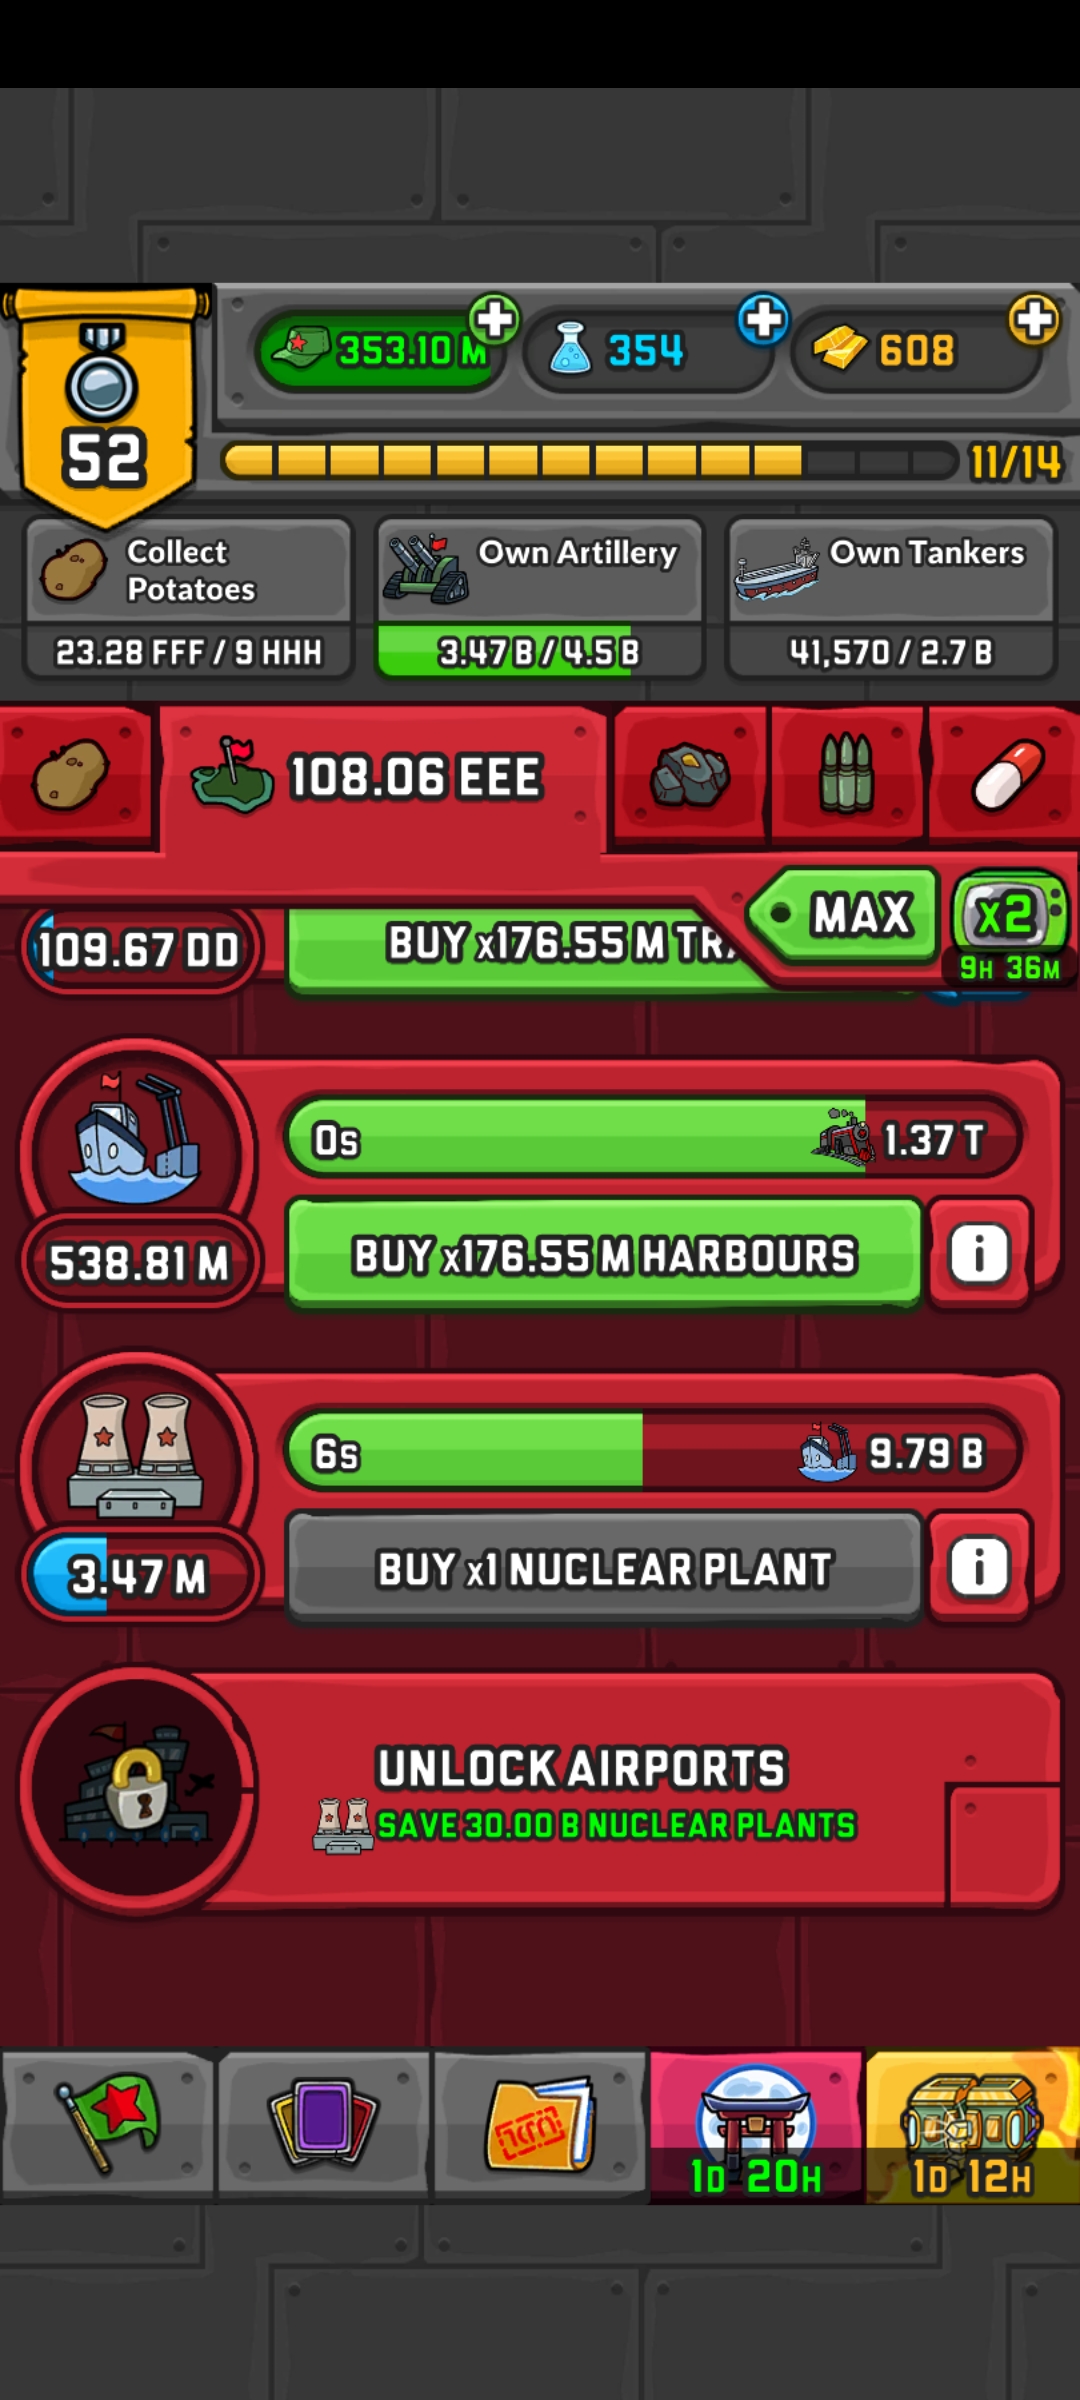 353.10 M
354
608
52
11/14
Collect
Potatoes
Own Artillery
Own Tankers
23.28 FFF / 9 HHH
3.47 B / 4.5 B
41,570 / 2.7 B
108.06 EEE
MAX
x2
9H 36M
109.67 DD
BUY x176.55 M
0s
1.37 T
538.81 M
BUY x176.55 M HARBOURS
i
6s
9.79 B
3.47 M
BUY x1 NUCLEAR PLANT
i
UNLOCK AIRPORTS
SAVE 30.00 B NUCLEAR PLANTS
1D 20H
1D 12H